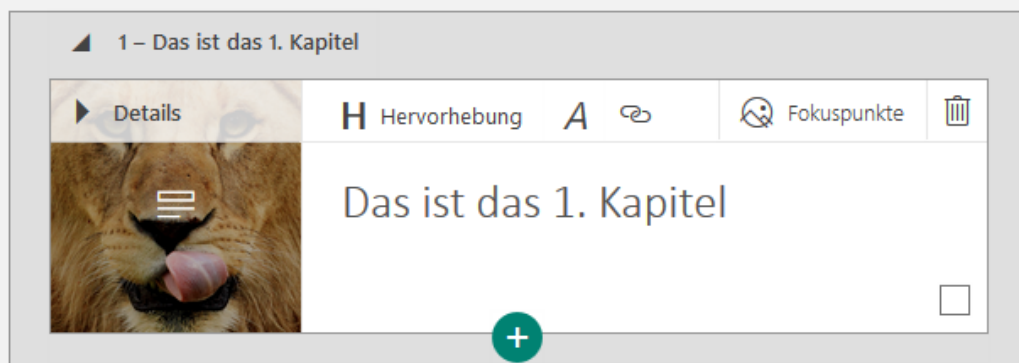 1 – Das ist das 1. Kapitel
Details H Hervorhebung A Fokuspunkte
Das ist das 1. Kapitel
+